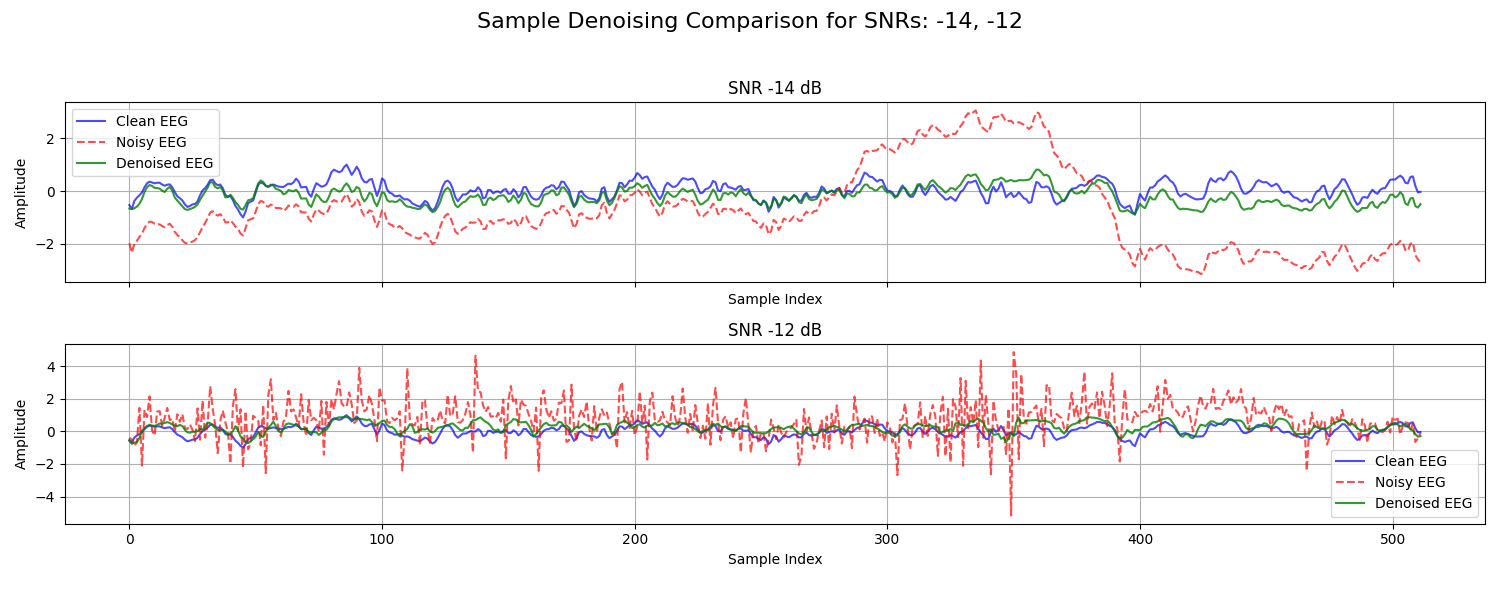 Sample Denoising Comparison for SNRs: -14, -12
SNR -14 dB
Clean EEG
Noisy EEG
Denoised EEG
Amplitude
2
0
−2
Sample Index
SNR -12 dB
Amplitude
4
2
0
−2
−4
Clean EEG
Noisy EEG
Denoised EEG
0 100 200 300 400 500
Sample Index